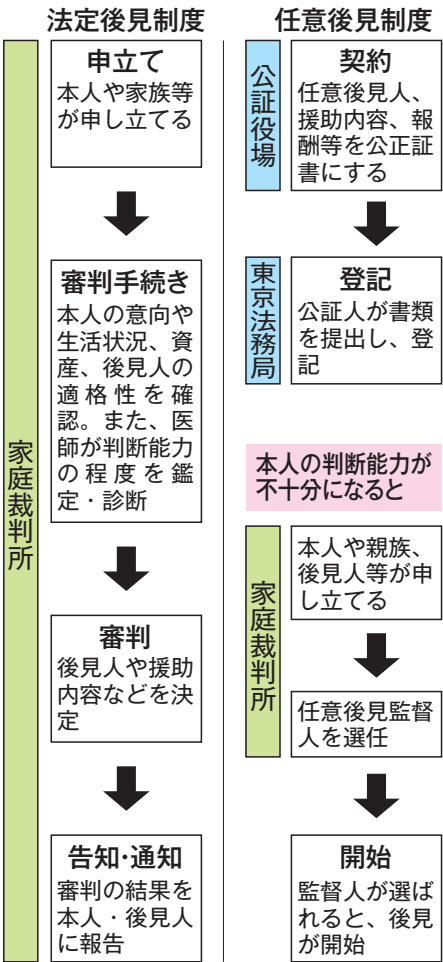 法定後見制度
家庭裁判所
申立て
本人や家族等
が申し立てる
審判手続き
本人の意向や
生活状況、資
産、後見人の
適格性を確
認。また、医
師が判断能力
の程度を鑑
定・診断
審判
後見人や援助
内容などを決
定
告知・通知
審判の結果を
本人・後見人
に報告
任意後見制度
公証役場
契約
任意後見人、
援助内容、報
酬等を公正証
書にする
東京法務局
登記
公証人が書類
を提出し、登
記
本人の判断能力が
不十分になると
家庭裁判所
本人や親族、
後見人等が申
し立てる
任意後見監督
人を選任
開始
監督人が選ば
れると、後見
が開始